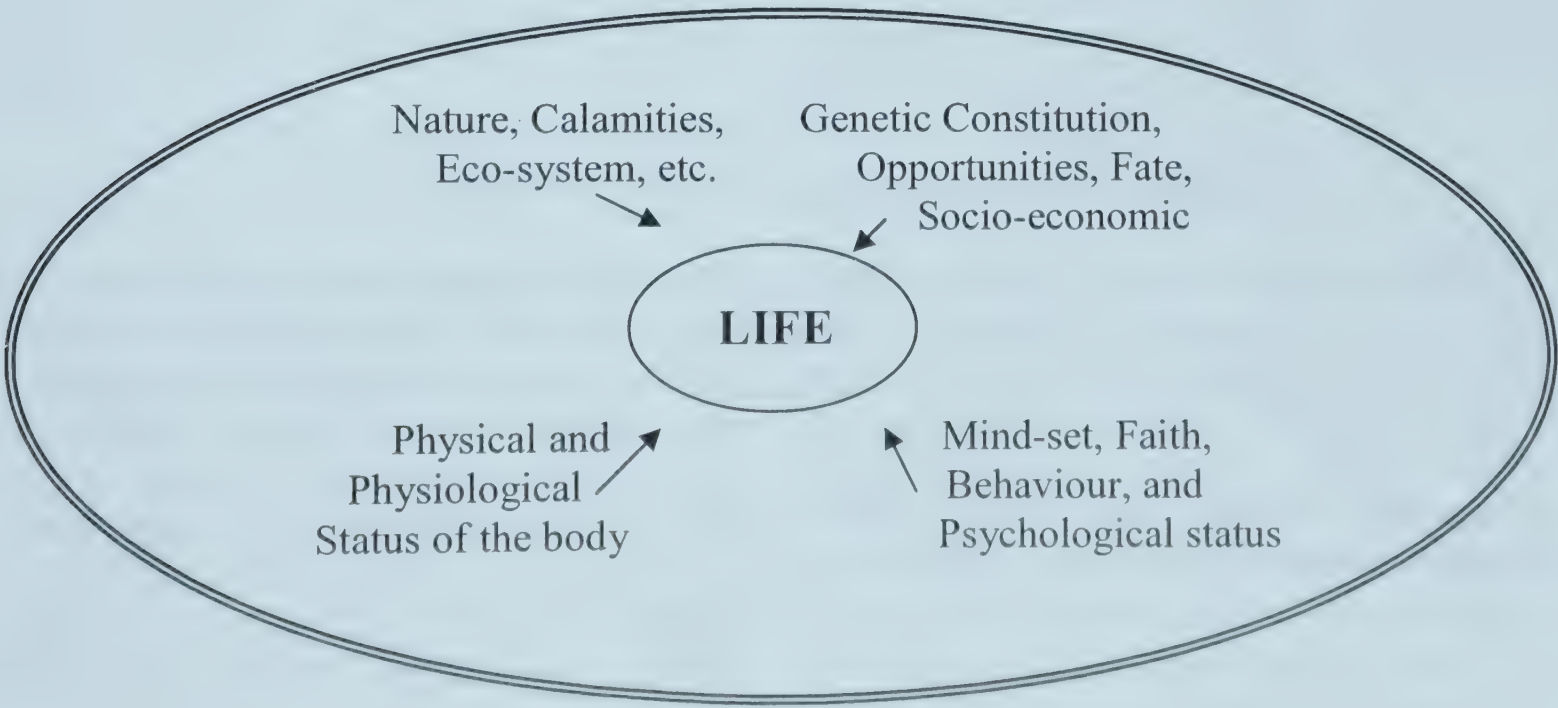 Nature, Calamities,
Eco-system, etc.
Genetic Constitution,
Opportunities, Fate,
Socio-economic
LIFE
Physical and
Physiological
Status of the body
Mind-set, Faith,
Behaviour, and
Psychological status